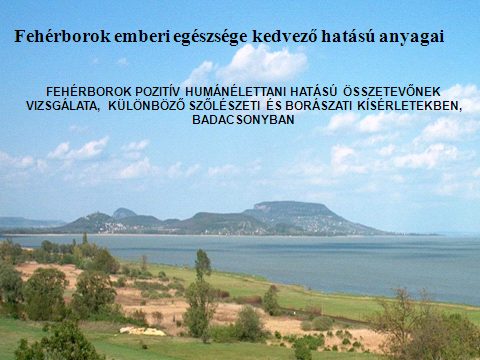 Fehérborok emberi egészsége kedvező hatású anyagai
FEHÉRBOROK POZITÍV HUMÁNÉLETTANI HATÁSÚ ÖSSZETEVŐNEK
VIZSGÁLATA, KÜLÖNBÖZŐ SZŐLÉSZETI ÉS BORÁSZATI KÍSÉRLETEKBEN,
BADACSONYBAN